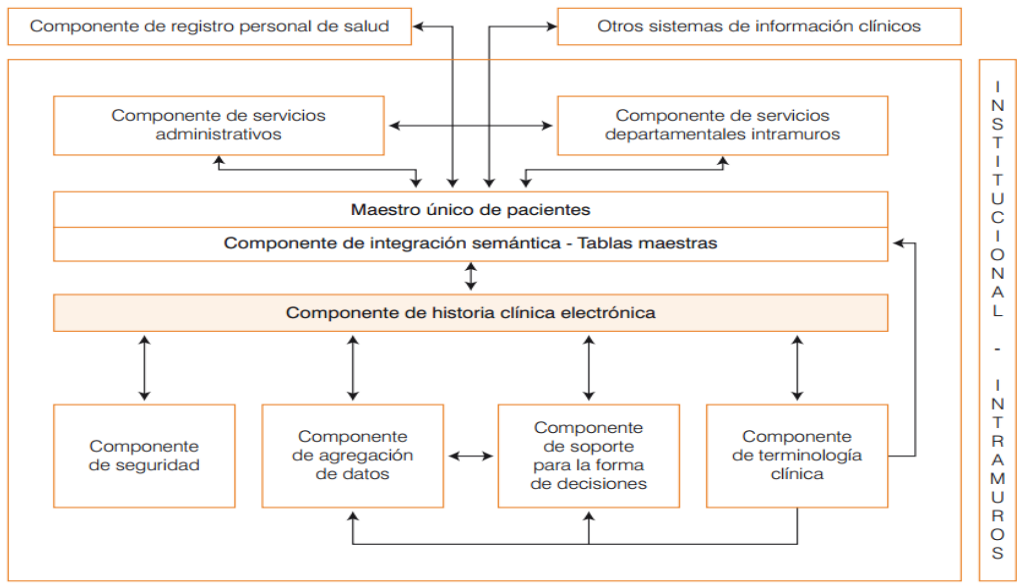 Componente de registro personal de salud
Otros sistemas de información clínicos
Componente de servicios
administrativos
Componente de servicios
departamentales intramuros
Maestro único de pacientes
Componente de integración semántica - Tablas maestras
Componente de historia clínica electrónica
Componente
de seguridad
Componente
de agregación
de datos
Componente
de soporte
para la forma
de decisiones
Componente
de terminología
clínica
INSTITUCIONAL - INTRAMUROS